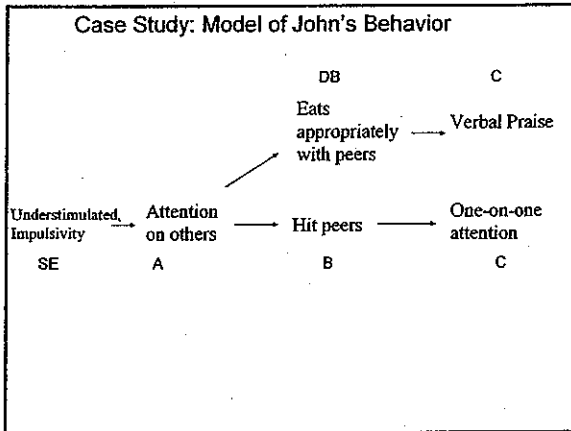 Case Study: Model of John's Behavior
DB C
Eats
appropriately
with peers
Verbal Praise
Understimulated,
Impulsivity
Attention
on others
Hit peers
One-on-one
attention
SE A B C